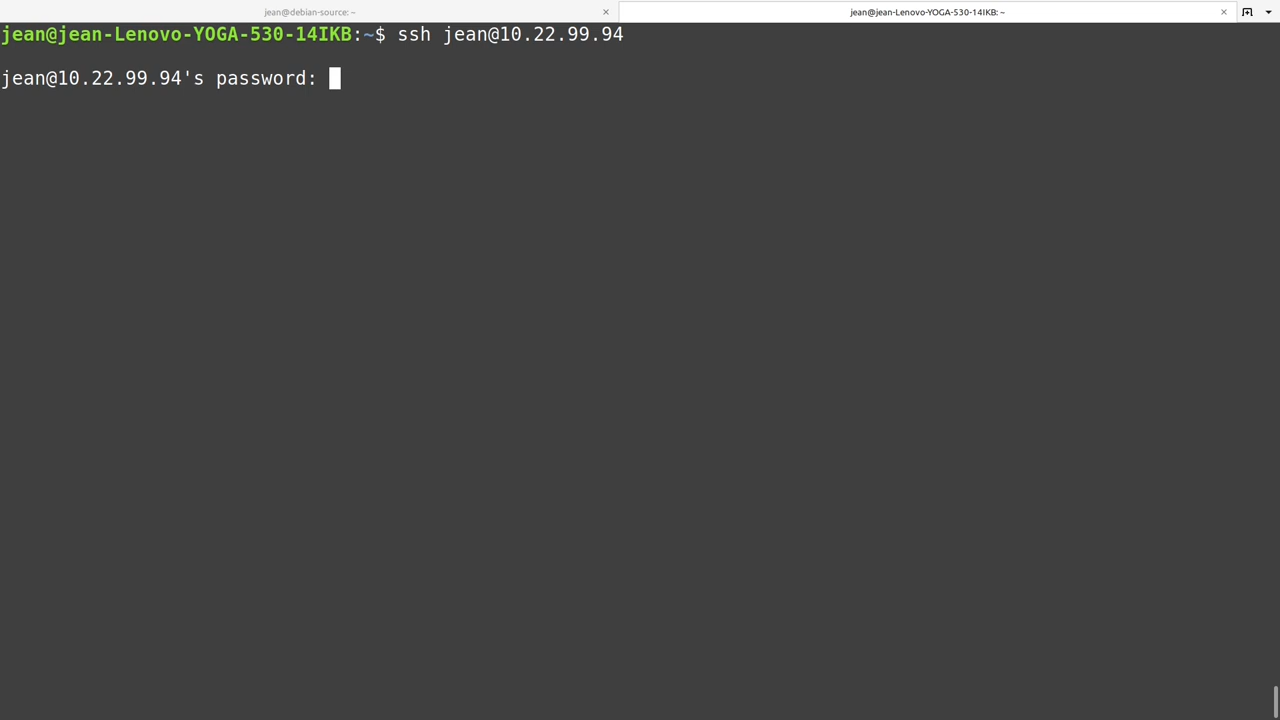 jean@debian-source: ~
jean@jean-Lenovo-YOGA-530-14IKB: ~
jean@jean-Lenovo-YOGA-530-14IKB:~$ ssh jean@10.22.99.94
jean@10.22.99.94's password: